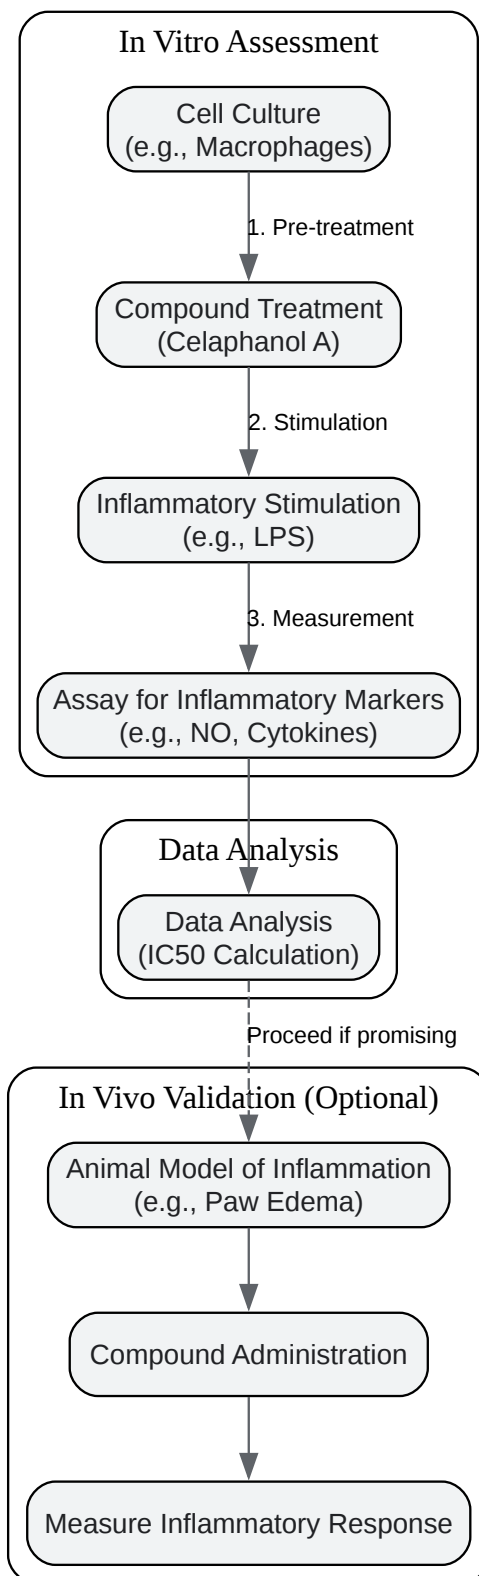 In Vitro Assessment
Cell Culture
(e.g., Macrophages)
1. Pre-treatment
Compound Treatment
(Celaphanol A)
2. Stimulation
Inflammatory Stimulation
(e.g., LPS)
3. Measurement
Assay for Inflammatory Markers
(e.g., NO, Cytokines)
Data Analysis
Data Analysis
(IC50 Calculation)
Proceed if promising
In Vivo Validation (Optional)
Animal Model of Inflammation
(e.g., Paw Edema)
Compound Administration
Measure Inflammatory Response